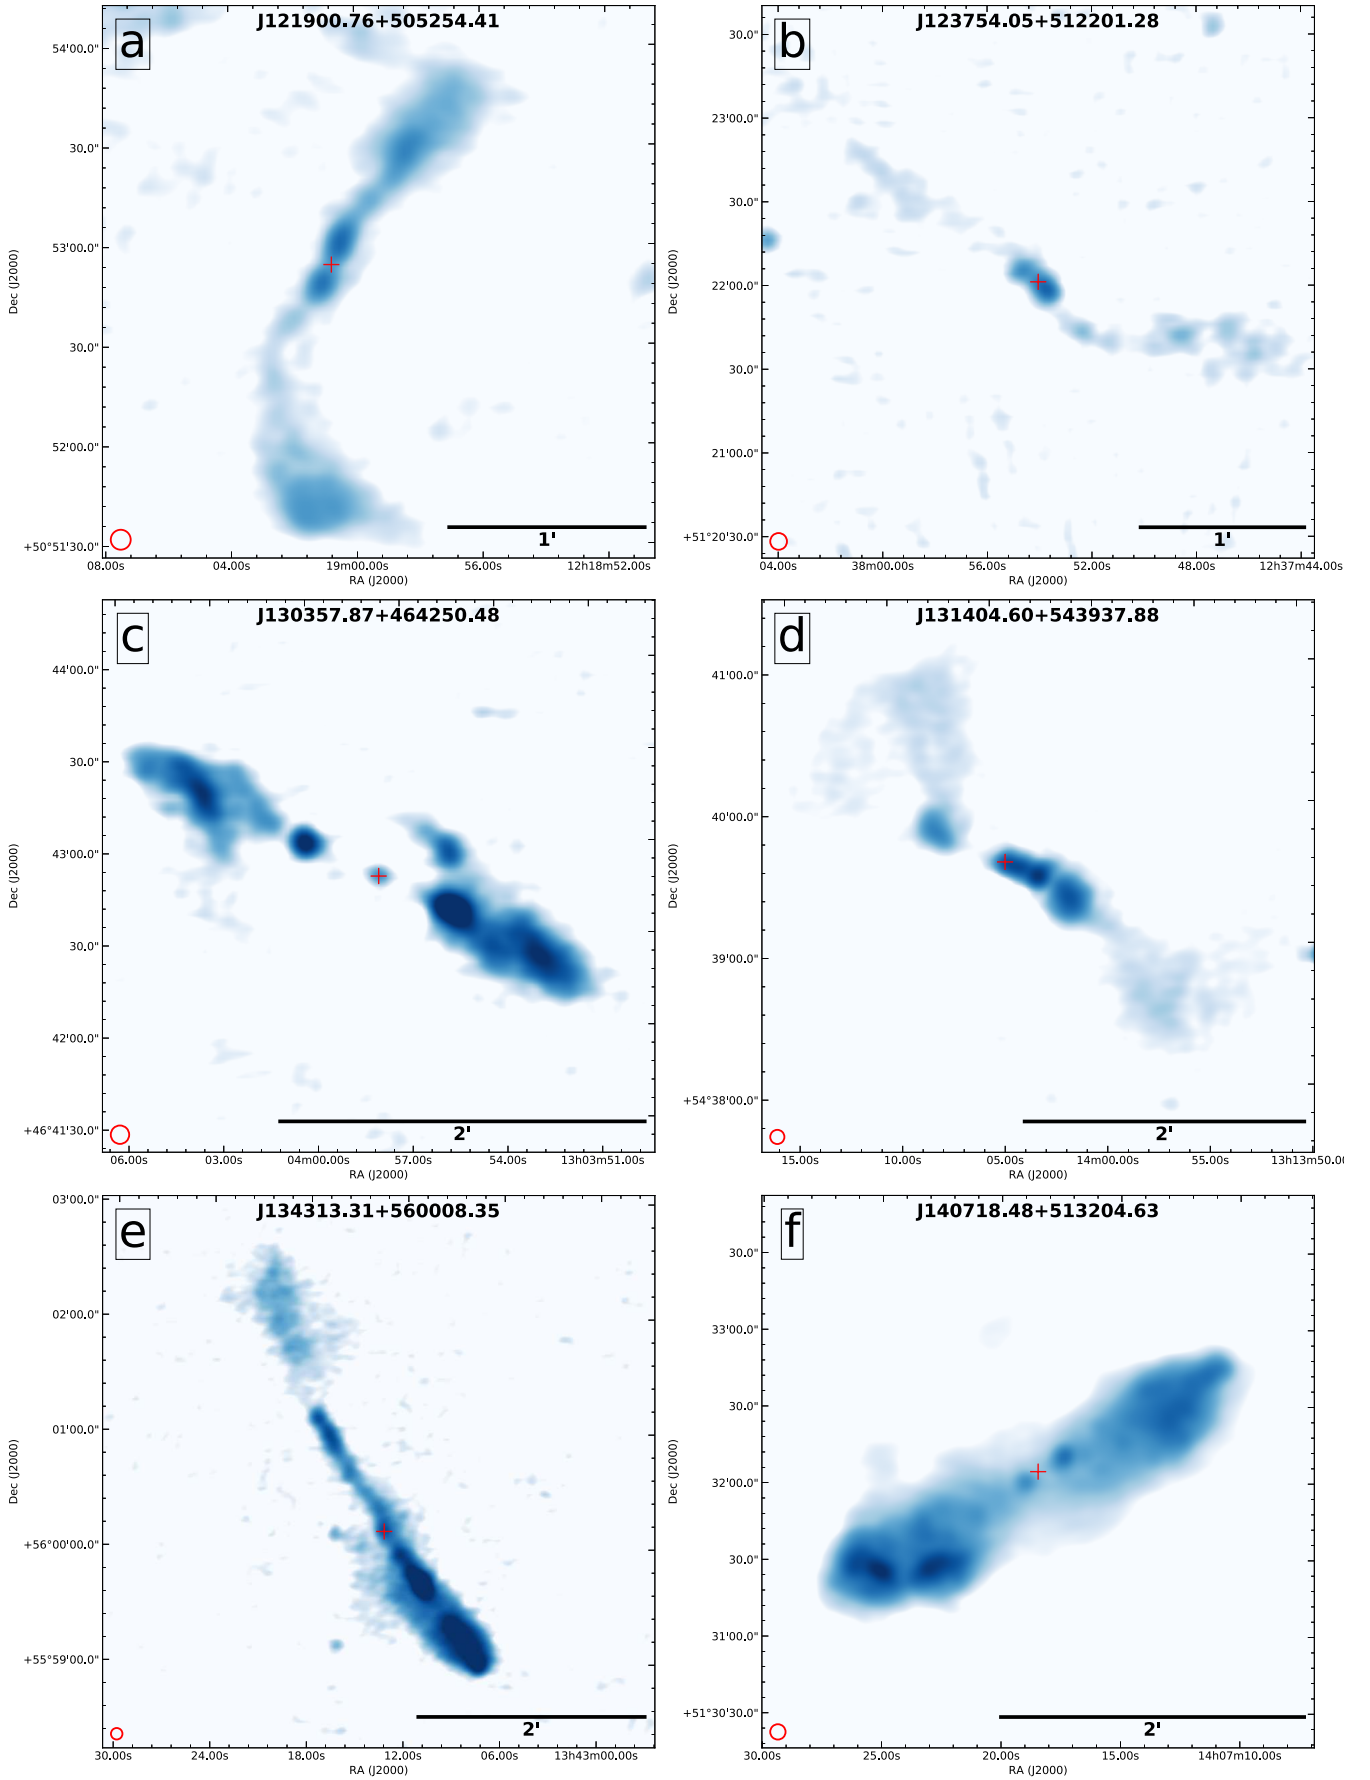 J121900.76+505254.41
a
54'00.0"
30."
53'00.0"
30."
52'00.0"
+50°51'30."
Dec (J2000)
1'
08.00s 04.00s 19m00.00s 56.00s 12h18m52.00s
RA (J2000)
J123754.05+512201.28
b
30."
23'00.0"
30."
22'00.0"
30."
21'00.0"
+51°20'30."
Dec (J2000)
1'
04.00s 38m00.00s 56.00s 52.00s 48.00s 12h37m44.00s
RA (J2000)
J130357.87+464250.48
c
44'00.0"
30."
43'00.0"
30."
42'00.0"
+46°41'30."
Dec (J2000)
2'
06.00s 03.00s 04m00.00s 57.00s 54.00s 13h03m51.00s
RA (J2000)
J131404.60+543937.88
d
41'00.0"
40'00.0"
39'00.0"
+54°38'00.0"
Dec (J2000)
2'
15.00s 10.00s 05.00s 14m00.00s 55.00s 13h13m50.00s
RA (J2000)
J134313.31+560008.35
e
03'00.0"
02'00.0"
01'00.0"
+56°00'00.0"
+55°59'00.0"
Dec (J2000)
2'
30.00s 24.00s 18.00s 12.00s 06.00s 13h43m00.00s
RA (J2000)
J140718.48+513204.63
f
30.0"
33'00.0"
30.0"
32'00.0"
30.0"
31'00.0"
+51°30'30.0"
Dec (J2000)
2'
30.00s 25.00s 20.00s 15.00s 14h07m10.00s
RA (J2000)